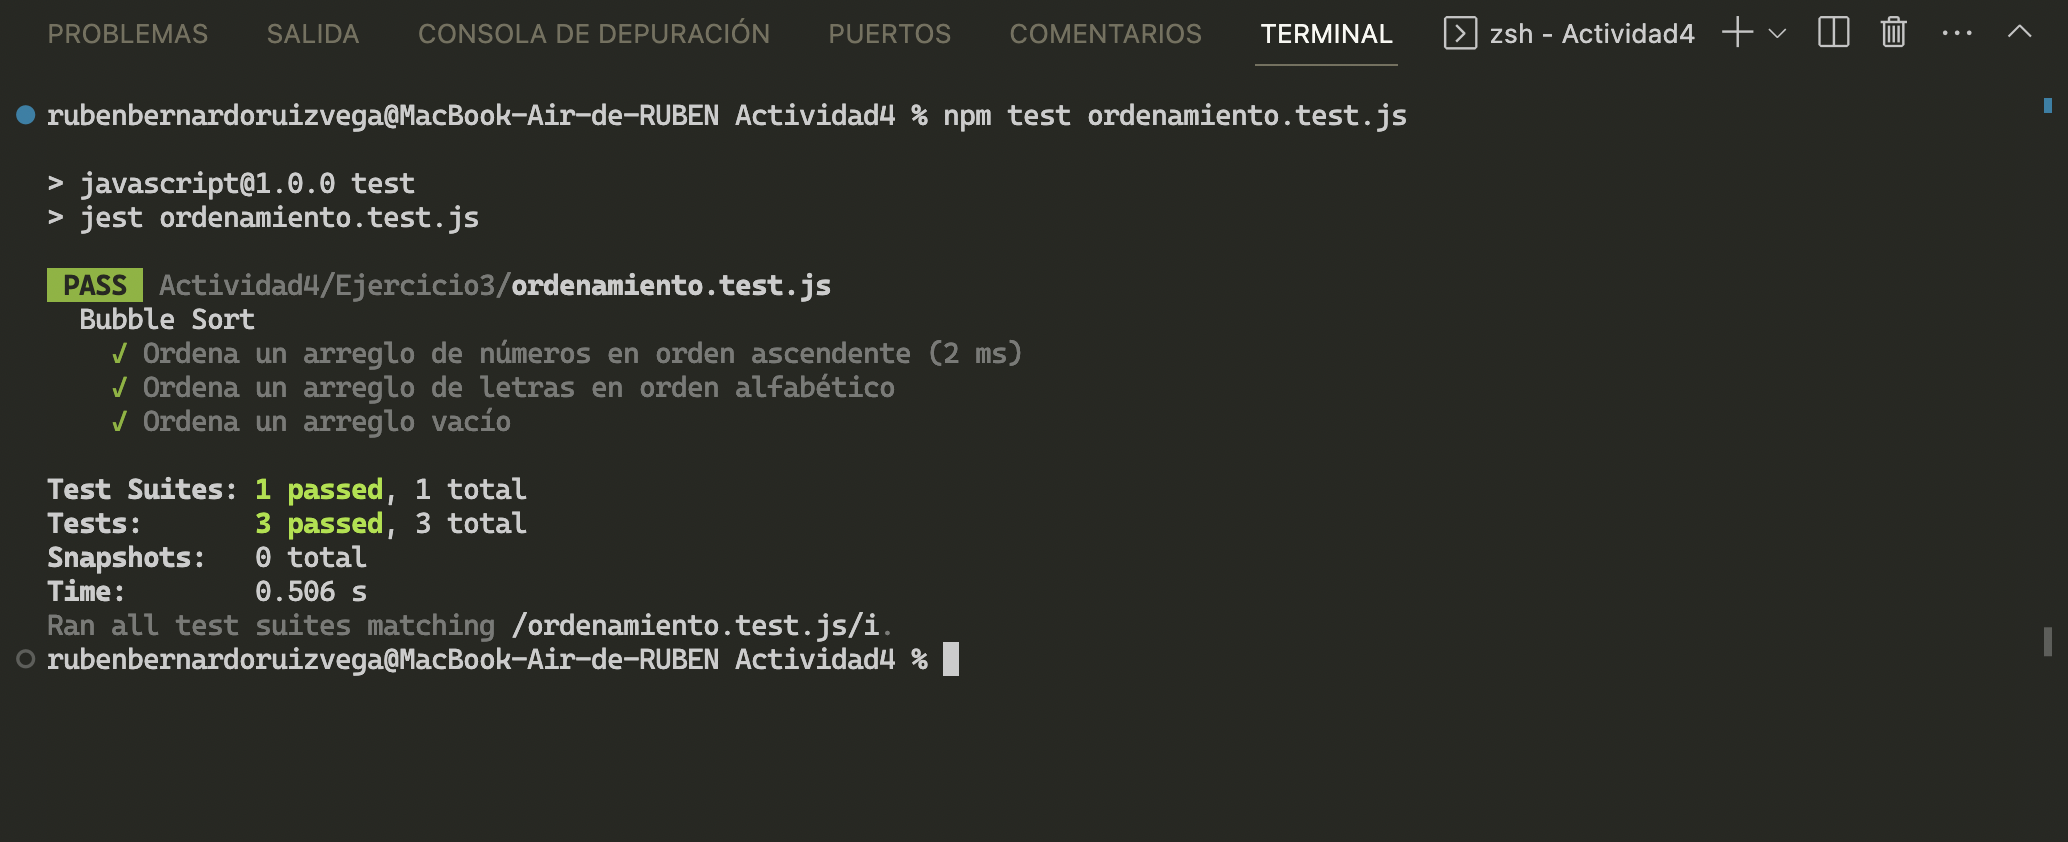 PROBLEMAS SALIDA CONSOLA DE DEPURACIÓN PUERTOS COMENTARIOS TERMINAL zsh - Actividad4
rubenbernardoruizvega@MacBook-Air-de-RUBEN Actividad4 % npm test ordenamiento.test.js
> javascript@1.0.0 test
> jest ordenamiento.test.js
PASS Actividad4/Ejercicio3/ordenamiento.test.js
Bubble Sort
✓ Ordena un arreglo de números en orden ascendente (2 ms)
✓ Ordena un arreglo de letras en orden alfabético
✓ Ordena un arreglo vacío
Test Suites: 1 passed, 1 total
Tests: 3 passed, 3 total
Snapshots: 0 total
Time: 0.506 s
Ran all test suites matching /ordenamiento.test.js/i.
rubenbernardoruizvega@MacBook-Air-de-RUBEN Actividad4 %